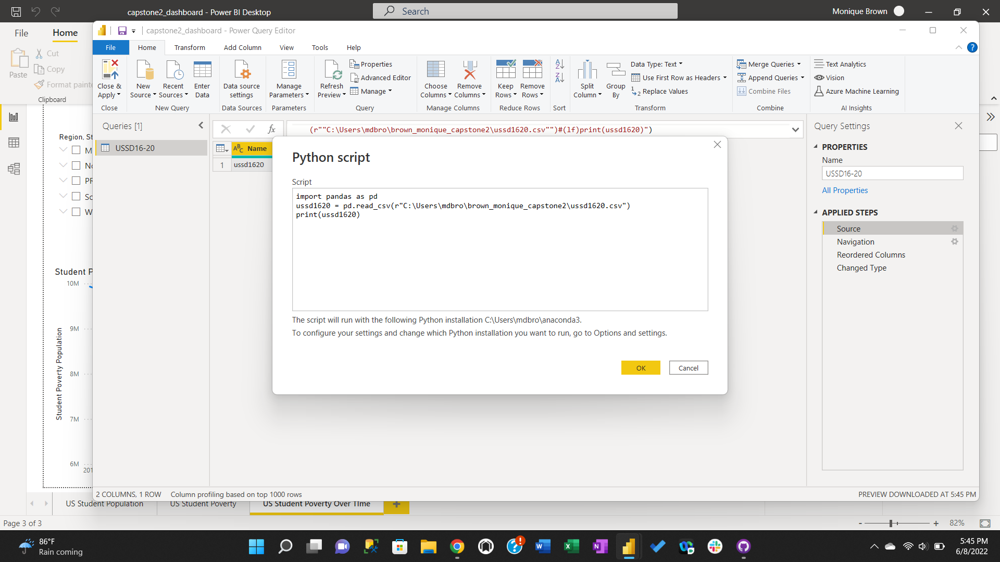 capstone2_dashboard - Power BI Desktop
Search
Monique Brown
File
Home
Cut
Copy
Paste
Format painte
Clipboard
capstone2_dashboard - Power Query Editor
File
Home
Transform
Add Column
View
Tools
Help
Close & Apply
New Source
Recent Sources
Enter Data
Data source settings
Manage Parameters
Refresh Preview
Properties
Advanced Editor
Manage
Choose Columns
Remove Columns
Keep Rows
Remove Rows
Split Column
Group By
Data Type: Text
Use First Row as Headers
Replace Values
Merge Queries
Append Queries
Combine Files
Text Analytics
Vision
Azure Machine Learning
Close
New Query
Data Sources
Parameters
Query
Manage Columns
Reduce Rows
Sort
Transform
Combine
AI Insights
Queries [1]
USSD16-20
fx
(r""C:\Users\mdbro\brown_monique_capstone2\ussd1620.csv"")#(lf)print(ussd1620)")
ABC Name
1 ussd1620
Region, St
M
No
PR
So
W
Student P
Student Poverty Population
10M
9M
8M
7M
6M
201
Python script
Script
import pandas as pd
ussd1620 = pd.read_csv(r"C:\Users\mdbro\brown_monique_capstone2\ussd1620.csv")
print(ussd1620)
The script will run with the following Python installation C:\Users\mdbro\anaconda3.
To configure your settings and change which Python installation you want to run, go to Options and settings.
OK
Cancel
Query Settings
PROPERTIES
Name
USSD16-20
All Properties
APPLIED STEPS
Source
Navigation
Reordered Columns
Changed Type
2 COLUMNS, 1 ROW
Column profiling based on top 1000 rows
PREVIEW DOWNLOADED AT 5:45 PM
US Student Population
US Student Poverty
US Student Poverty Over TIme
Page 3 of 3
82%
86°F
Rain coming
5:45 PM
6/8/2022